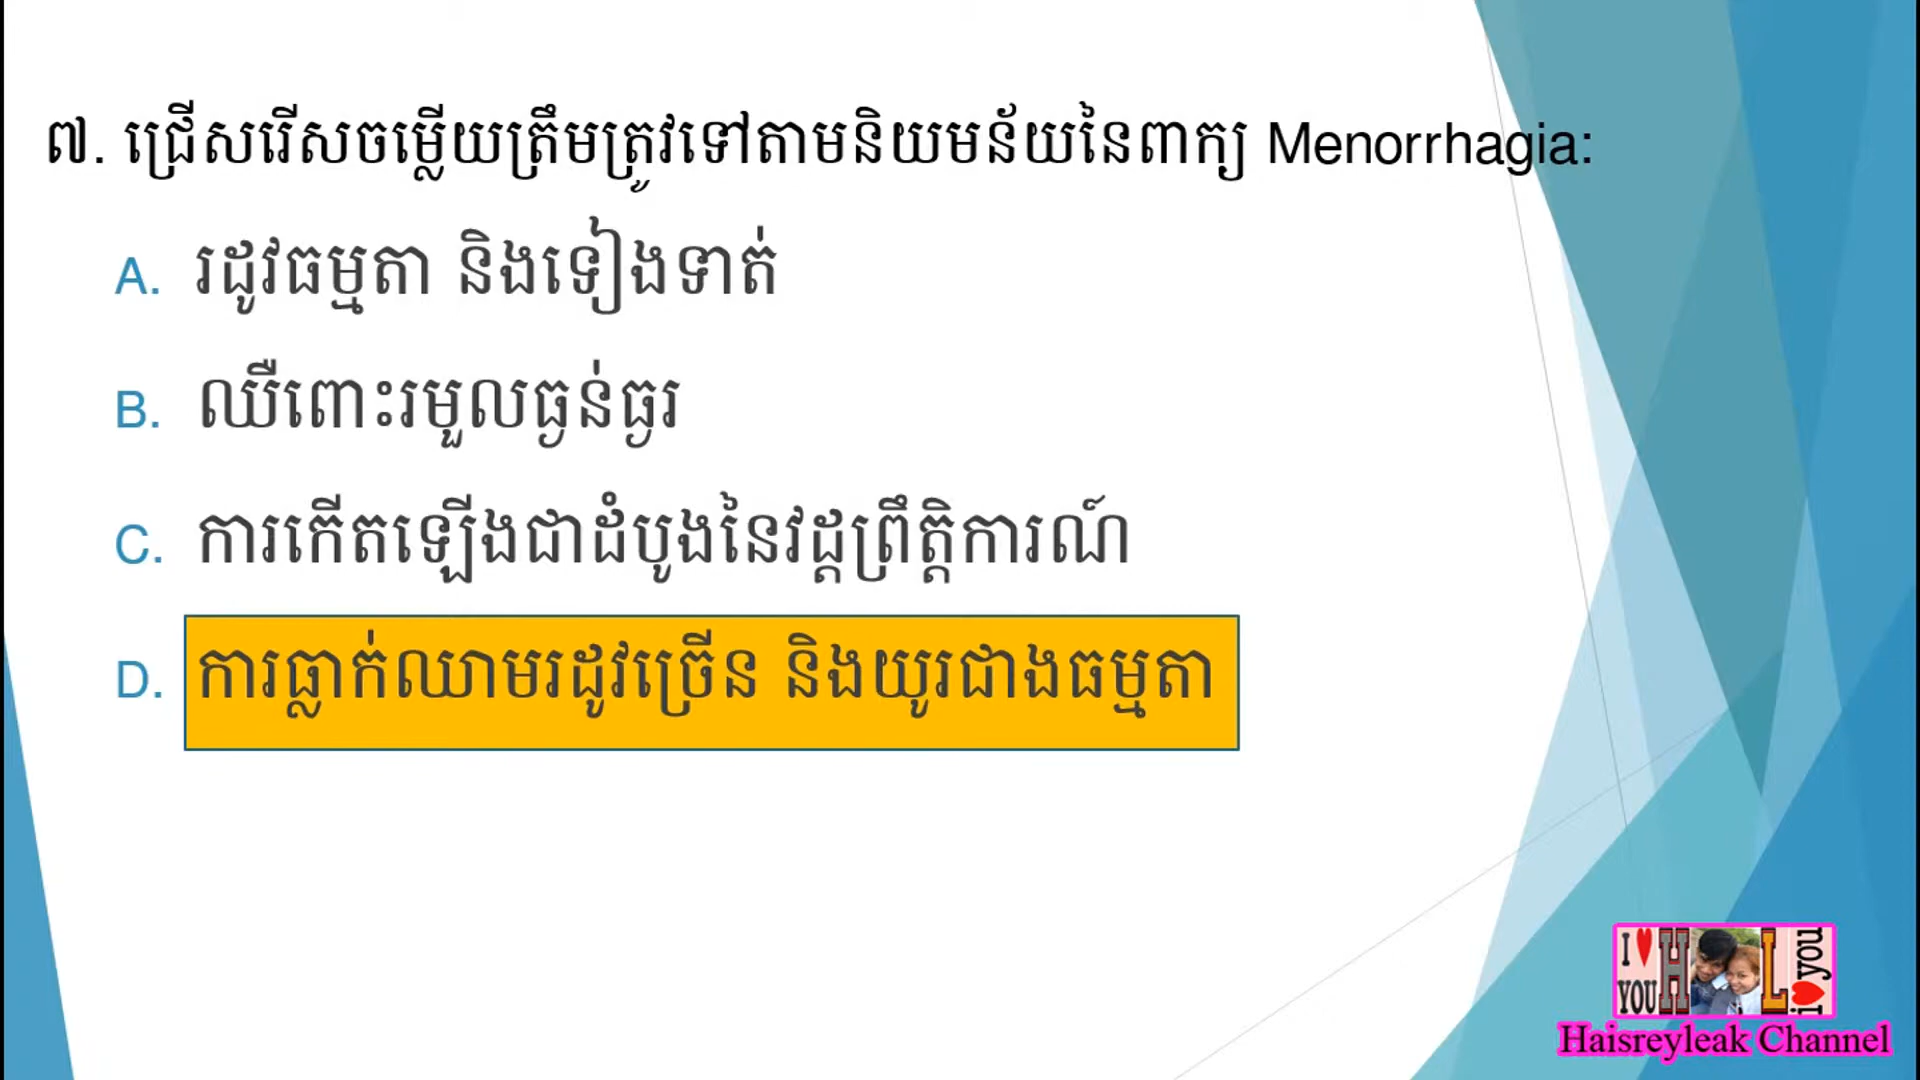 ៧. ជ្រើសរើសចម្លើយត្រឹមត្រូវទៅតាមនិយមន័យនៃពាក្យ Menorrhagia:
A. រដូវធម្មតា និងទៀងទាត់
B. ឈឺពោះរមួលធ្ងន់ធ្ងរ
C. ការកើតឡើងជាដំបូងនៃវដ្តព្រឹត្តិការណ៍
D. ការធ្លាក់ឈាមរដូវច្រើន និងយូរជាងធម្មតា
I ♥ YOU H L i ♥ you
Haisreyleak Channel